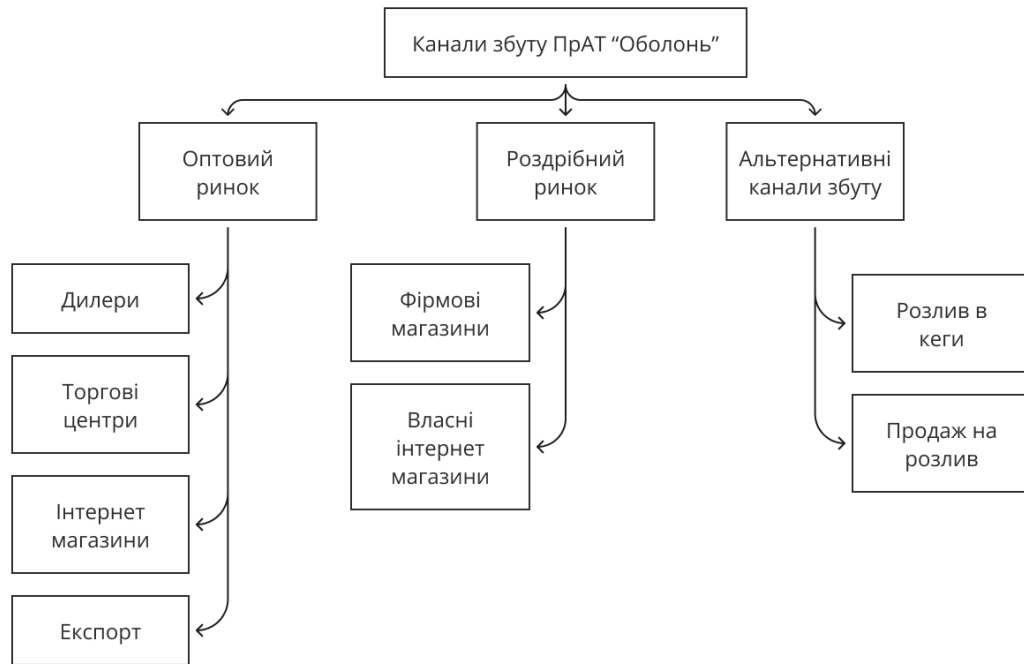 Канали збуту ПрАТ “Оболонь”
Оптовий
ринок
Роздрібний
ринок
Альтернативні
канали збуту
Дилери
Торгові
центри
Інтернет
магазини
Експорт
Фірмові
магазини
Власні
інтернет
магазини
Розлив в
кеги
Продаж на
розлив